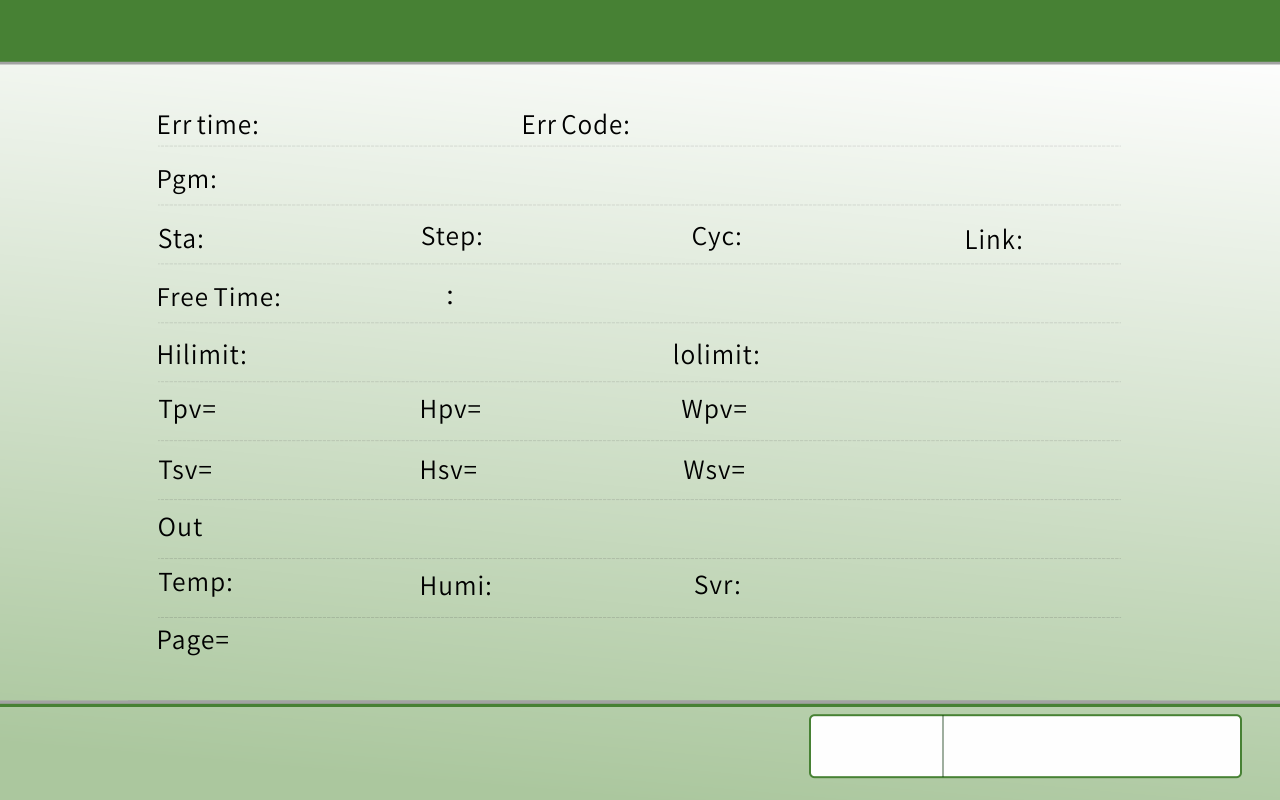 Err time: Err Code:
Pgm:
Sta: Step: Cyc: Link:
Free Time: :
Hilimit: lolimit:
Tpv= Hpv= Wpv=
Tsv= Hsv= Wsv=
Out
Temp: Humi: Svr:
Page=